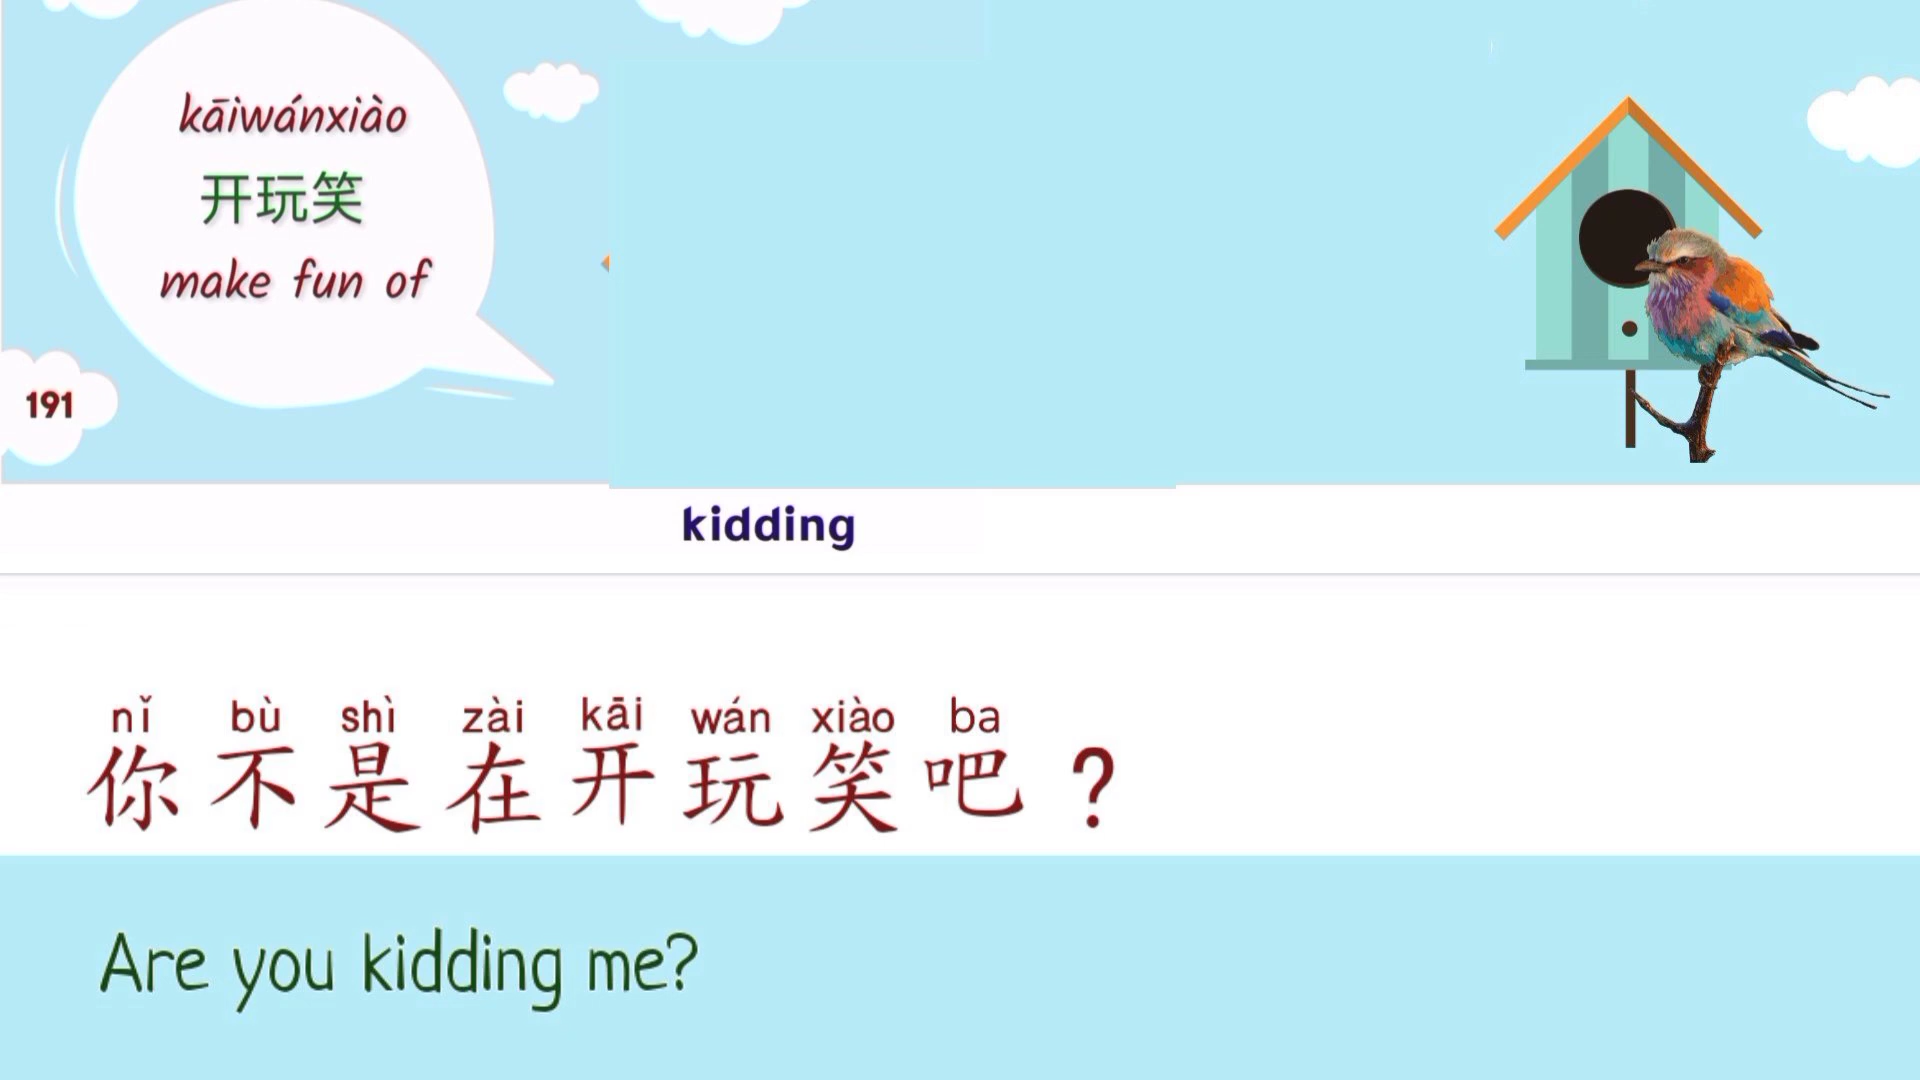 kāiwánxiào
开玩笑
make fun of
191
kidding
nǐ bù shì zài kāi wán xiào ba
你不是在开玩笑吧？
Are you kidding me?